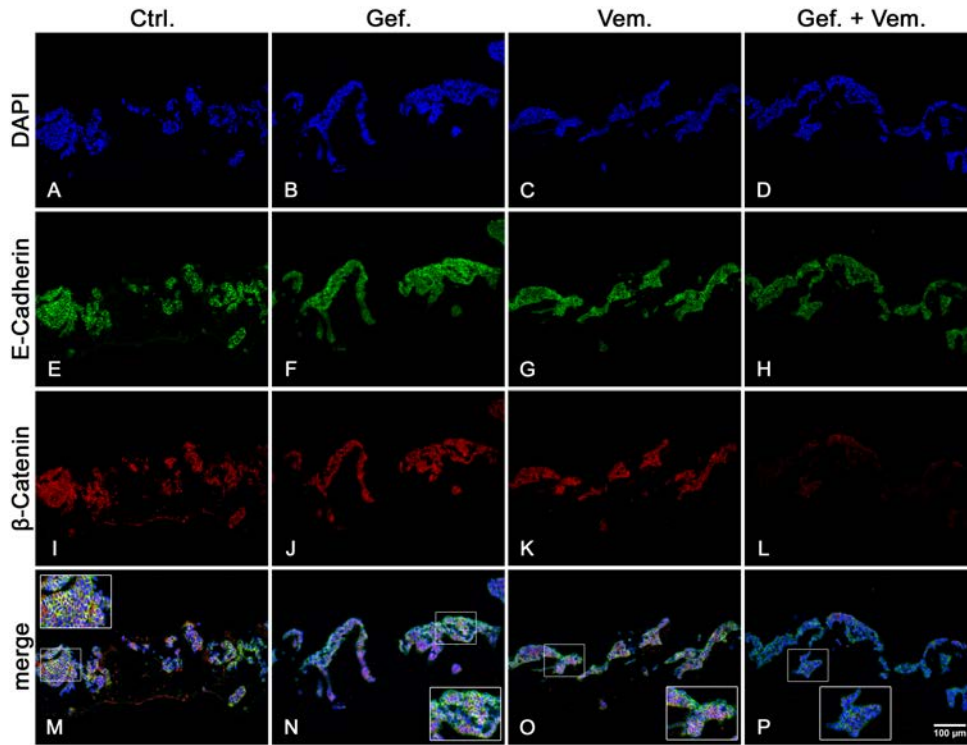 Ctrl. Gef. Vem. Gef. + Vem.
DAPI
A B C D
E-Cadherin
E F G H
β-Catenin
I J K L
merge
M N O P
100 µm